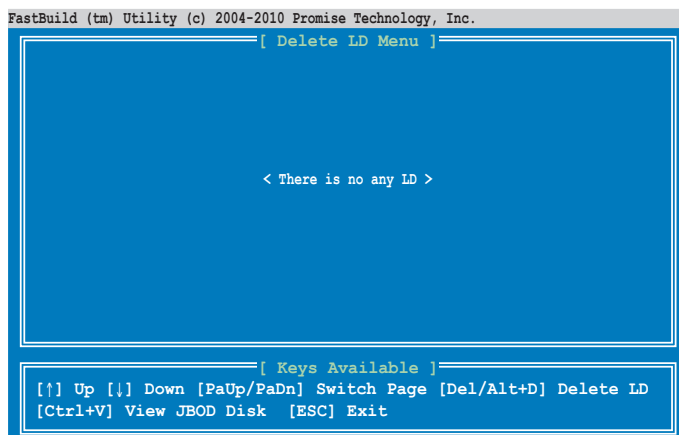 FastBuild (tm) Utility (c) 2004-2010 Promise Technology, Inc.
[ Delete LD Menu ]
< There is no any LD >
[ Keys Available ]
[↑] Up [↓] Down [PaUp/PaDn] Switch Page [Del/Alt+D] Delete LD
[Ctrl+V] View JBOD Disk [ESC] Exit